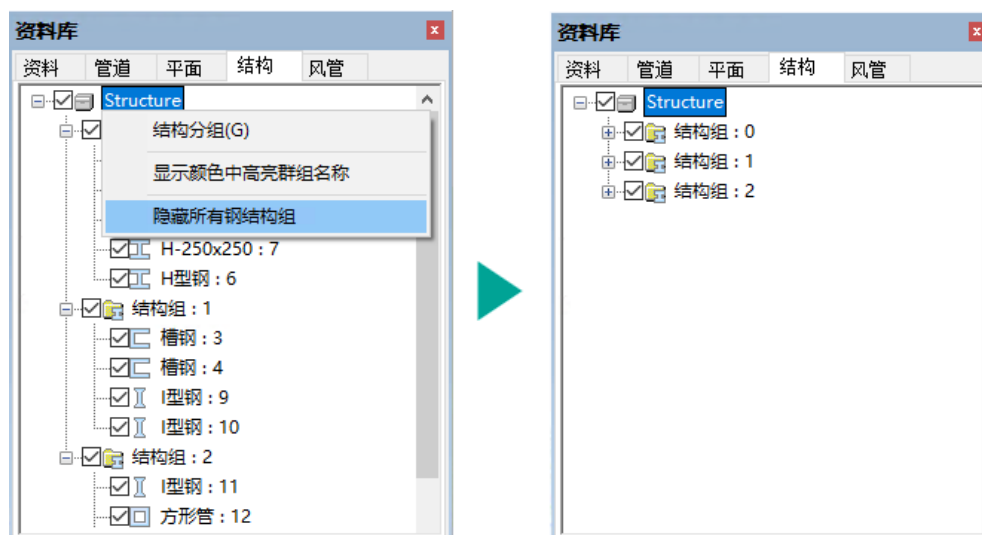 资料库
资料 管道 平面 结构 风管
Structure
结构分组(G)
显示颜色中高亮群组名称
隐藏所有钢结构组
H-250x250 : 7
H型钢 : 6
结构组 : 1
槽钢 : 3
槽钢 : 4
I型钢 : 9
I型钢 : 10
结构组 : 2
I型钢 : 11
方形管 : 12
资料库
资料 管道 平面 结构 风管
Structure
结构组 : 0
结构组 : 1
结构组 : 2